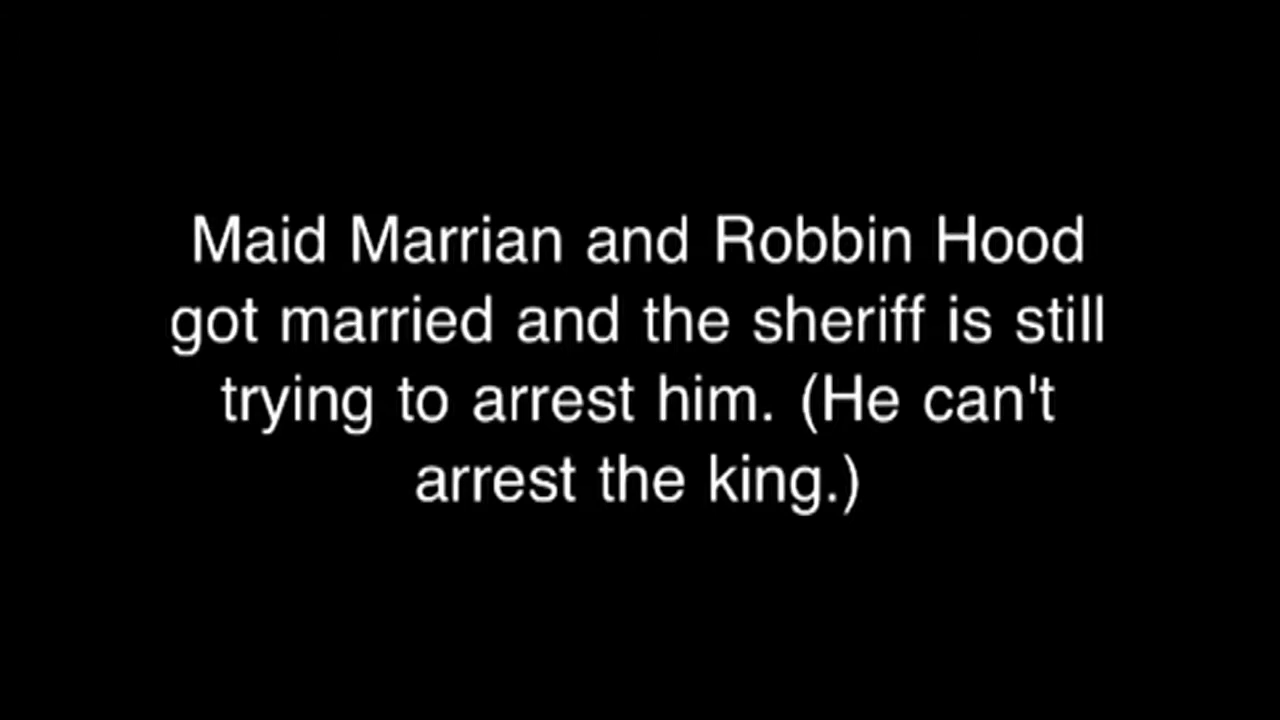 Maid Marrian and Robbin Hood
got married and the sheriff is still
trying to arrest him. (He can't
arrest the king.)